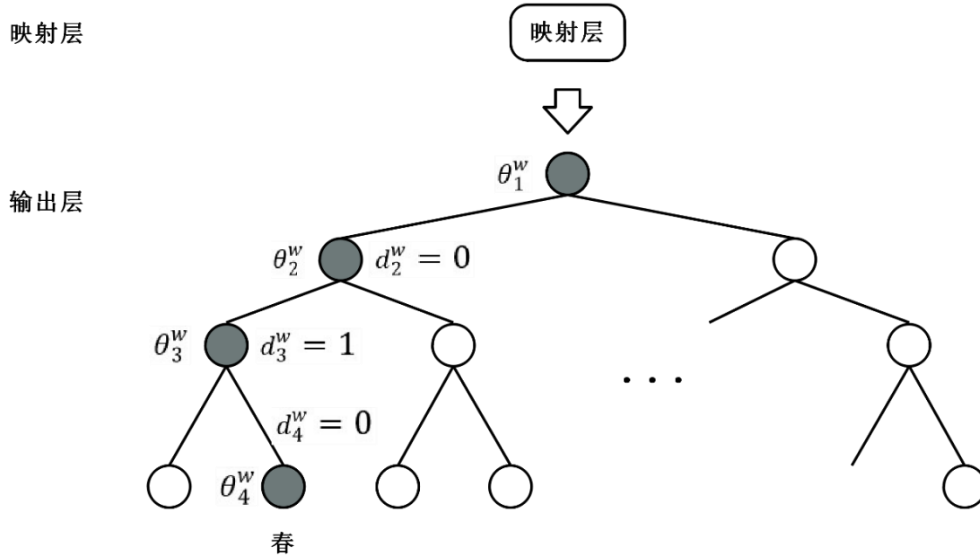 映射层
映射层
θ₁ʷ
输出层
θ₂ʷ d₂ʷ = 0
θ₃ʷ d₃ʷ = 1
...
d₄ʷ = 0
θ₄ʷ
春